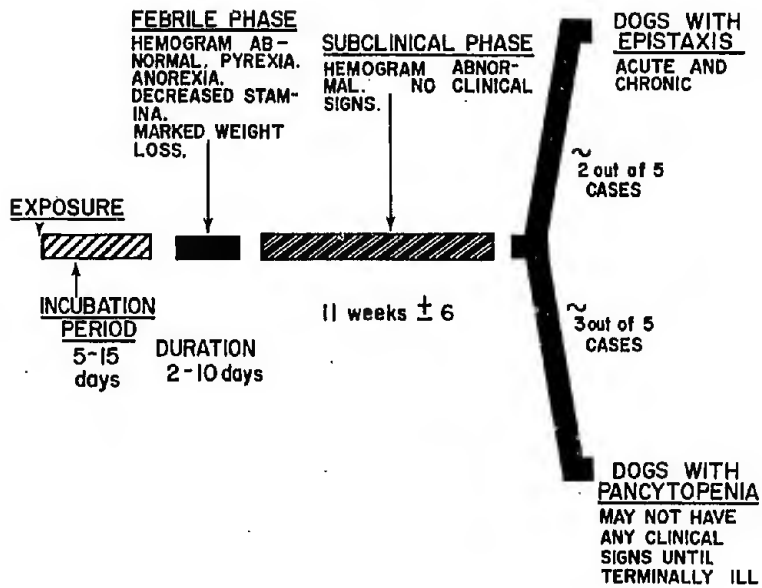 FEBRILE PHASE
HEMOGRAM AB-
NORMAL, PYREXIA.
ANOREXIA.
DECREASED STAM-
INA.
MARKED WEIGHT
LOSS.
SUBCLINICAL PHASE
HEMOGRAM ABNOR-
MAL. NO CLINICAL
SIGNS.
DOGS WITH
EPISTAXIS
ACUTE AND
CHRONIC
~
2 out of 5
CASES
EXPOSURE
INCUBATION
PERIOD
5-15
days
DURATION
2-10 days
11 weeks ± 6
~
3 out of 5
CASES
DOGS WITH
PANCYTOPENIA
MAY NOT HAVE
ANY CLINICAL
SIGNS UNTIL
TERMINALLY ILL